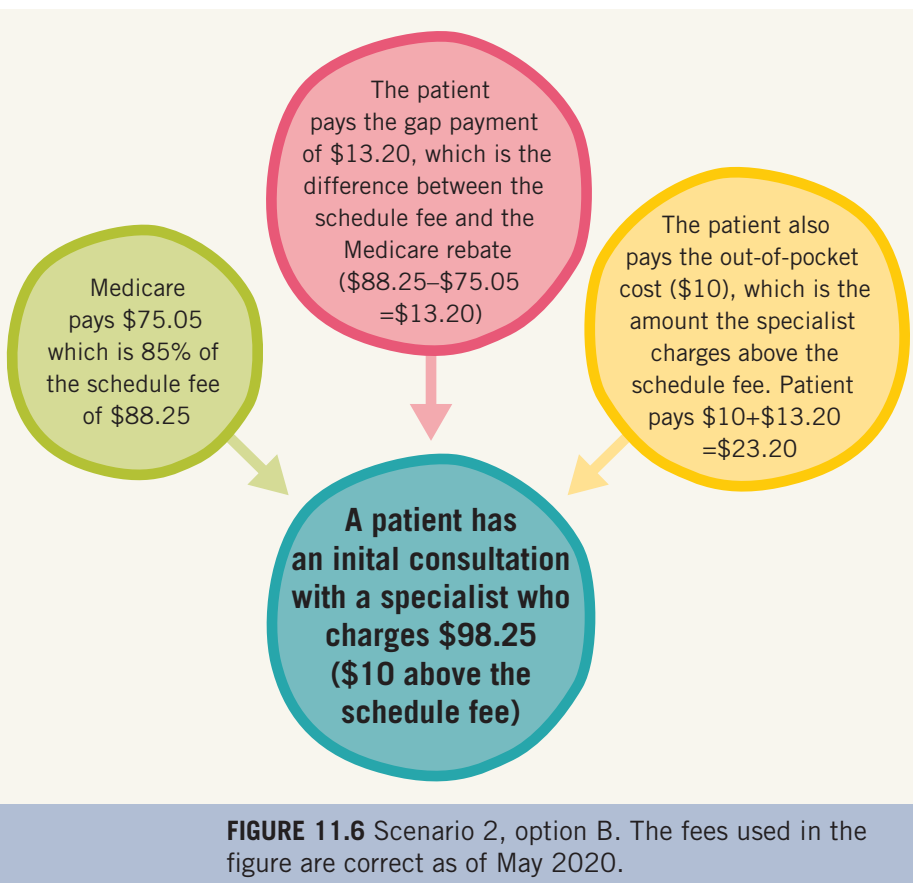 The patient
pays the gap payment
of $13.20, which is the
difference between the
schedule fee and the
Medicare rebate
($88.25–$75.05
=$13.20)
Medicare
pays $75.05
which is 85% of
the schedule fee
of $88.25
The patient also
pays the out-of-pocket
cost ($10), which is the
amount the specialist
charges above the
schedule fee. Patient
pays $10+$13.20
=$23.20
A patient has
an inital consultation
with a specialist who
charges $98.25
($10 above the
schedule fee)
FIGURE 11.6 Scenario 2, option B. The fees used in the
figure are correct as of May 2020.